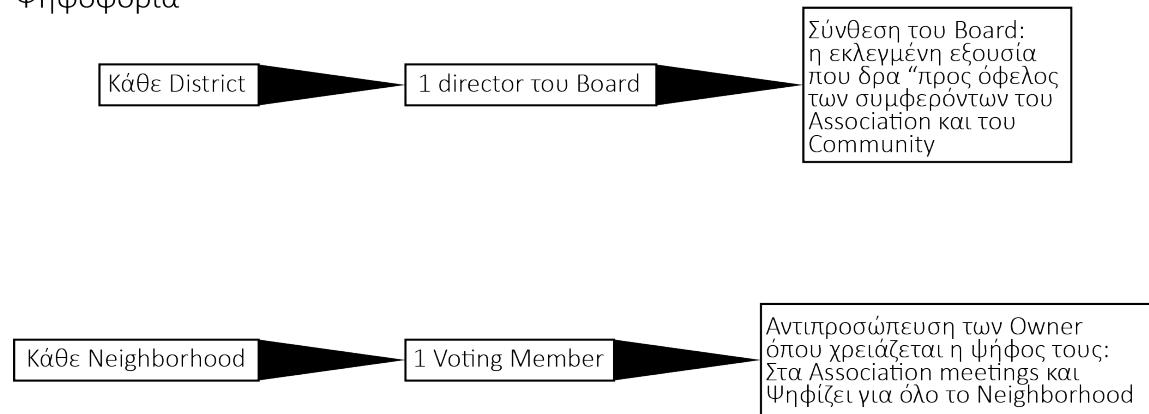 Ψηφοφορία
Κάθε District
1 director του Board
Σύνθεση του Board:
η εκλεγμένη εξουσία
που δρα “προς όφελος
των συμφερόντων του
Association και του
Community
Κάθε Neighborhood
1 Voting Member
Αντιπροσώπευση των Owner
όπου χρειάζεται η ψήφος τους:
Στα Association meetings και
Ψηφίζει για όλο το Neighborhood